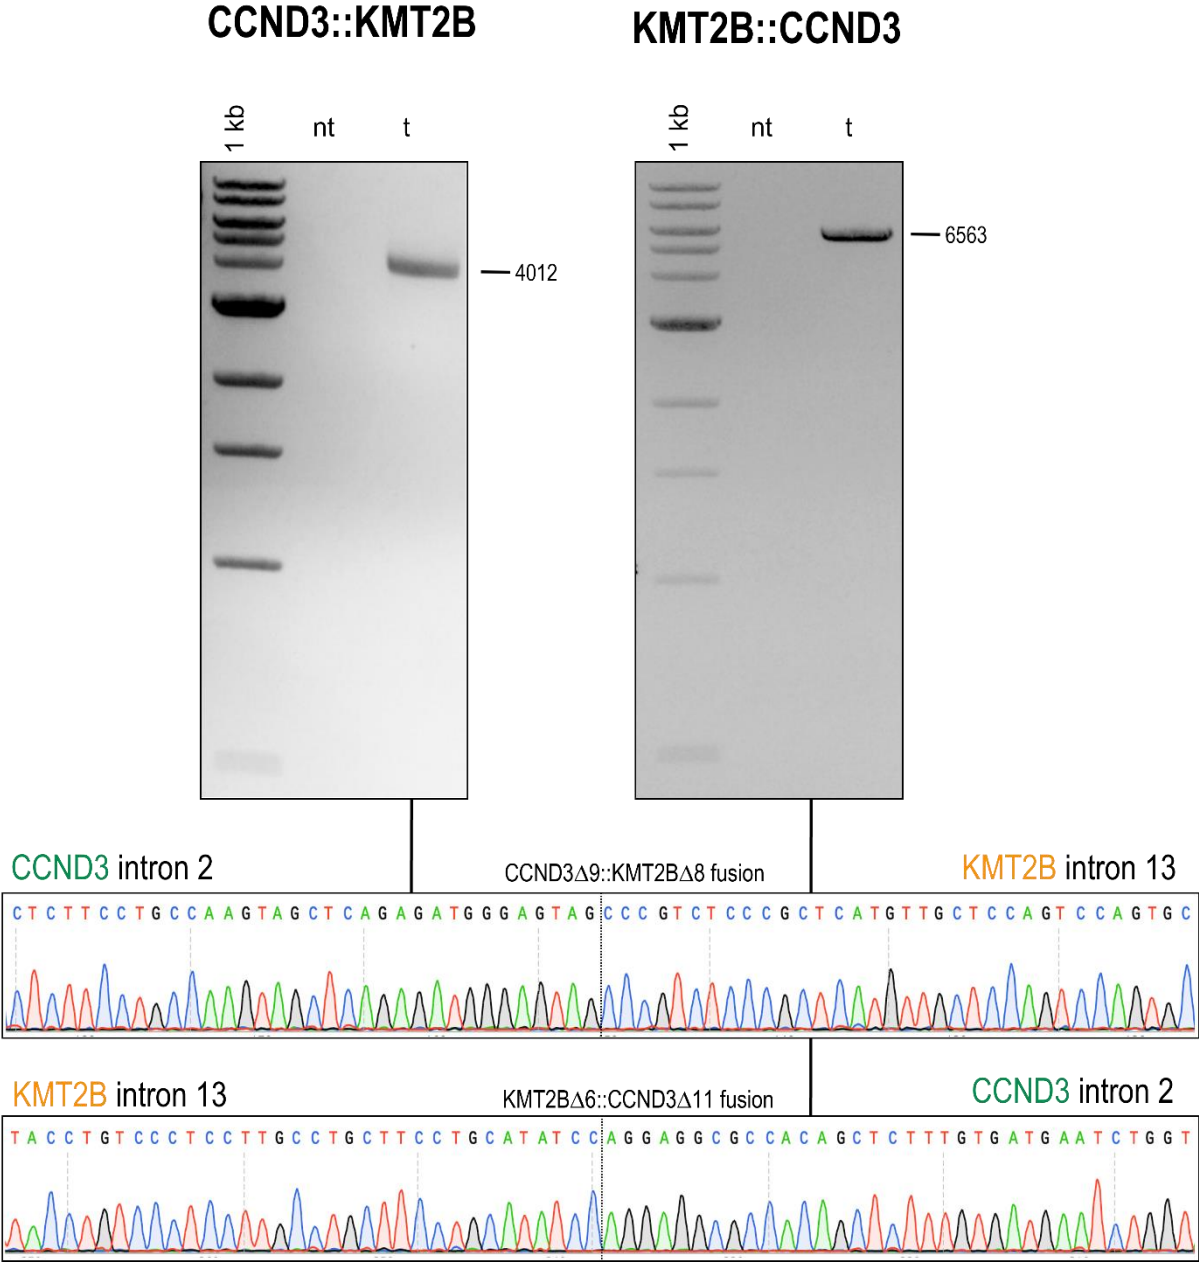 CCND3::KMT2B
KMT2B::CCND3
1 kb nt t
1 kb nt t
4012
6563
CCND3 intron 2
CCND3Δ9::KMT2BΔ8 fusion
KMT2B intron 13
CTCTTCCTGCCAAGTAGCTCAGAGATGGGAGTAGCCCGTCTCCCGCTCATGTTGCTCCAGTCCAGTGC
KMT2B intron 13
KMT2BΔ6::CCND3Δ11 fusion
CCND3 intron 2
TACCTGTCCCTCCTTGCCTGCTTCCTGCATATCCAGGAGGCGCCACAGCTCTTTGTGATGAATCTGGT